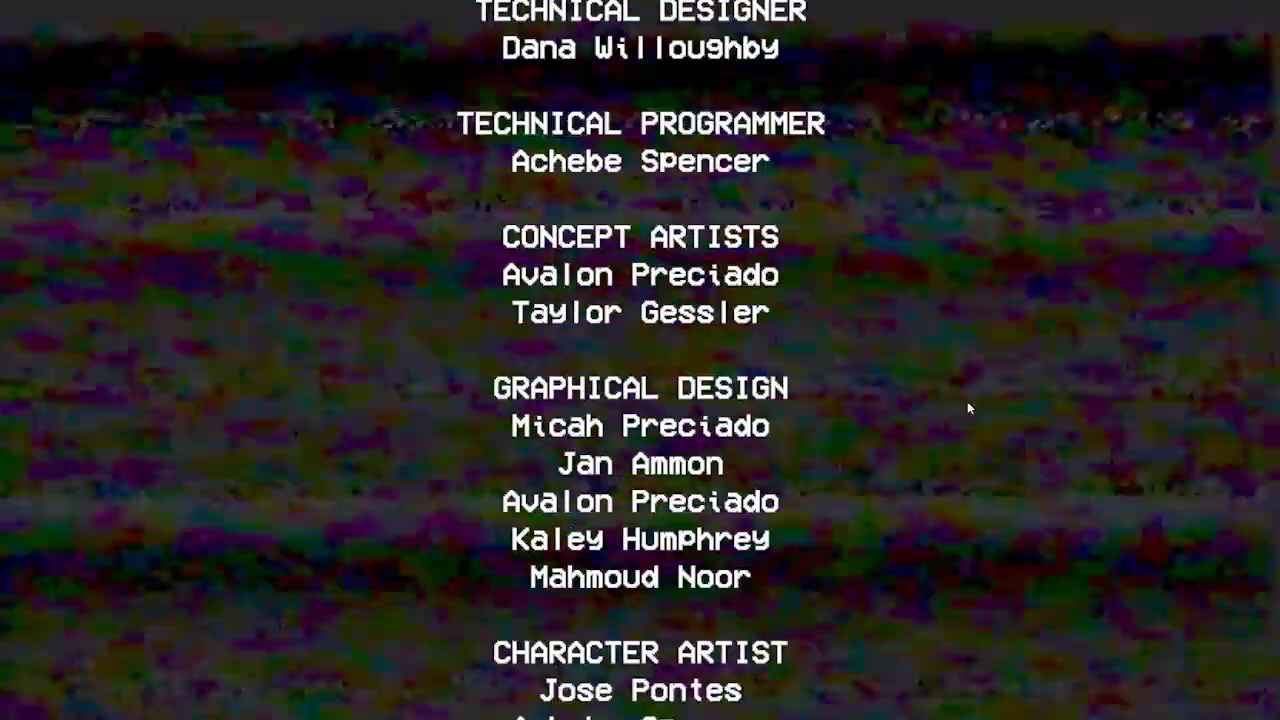 TECHNICAL DESIGNER
Dana Willoughby
TECHNICAL PROGRAMMER
Achebe Spencer
CONCEPT ARTISTS
Avalon Preciado
Taylor Gessler
GRAPHICAL DESIGN
Micah Preciado
Jan Ammon
Avalon Preciado
Kaley Humphrey
Mahmoud Noor
CHARACTER ARTIST
Jose Pontes